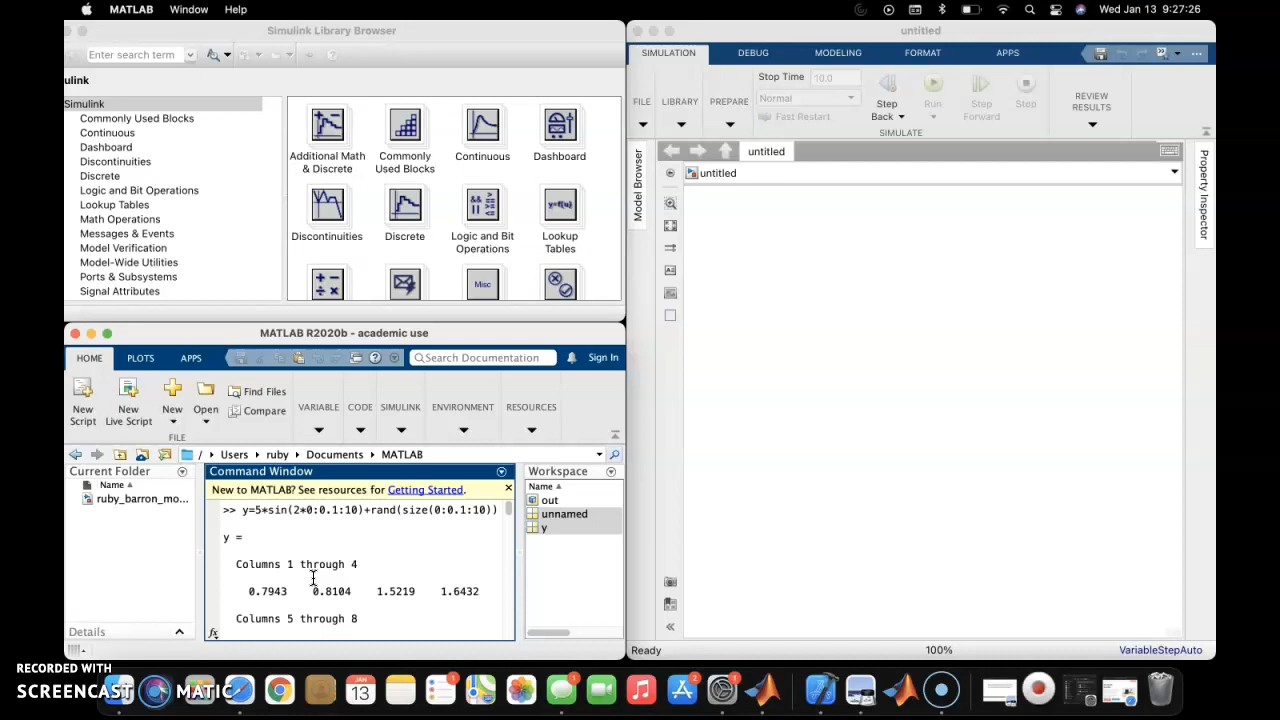 MATLAB Window Help Wed Jan 13 9:27:26
Simulink Library Browser
Enter search term
ulink
Simulink
Commonly Used Blocks
Continuous
Dashboard
Discontinuities
Discrete
Logic and Bit Operations
Lookup Tables
Math Operations
Messages & Events
Model Verification
Model-Wide Utilities
Ports & Subsystems
Signal Attributes
Additional Math
& Discrete
Commonly
Used Blocks
Continuous
Dashboard
Discontinuities
Discrete
Logic and Bit
Operations
y=f(u)
Lookup
Tables
Misc
untitled
SIMULATION DEBUG MODELING FORMAT APPS
FILE
LIBRARY
PREPARE
Stop Time 10.0
Normal
Fast Restart
Step
Back
Run
Step
Forward
Stop
SIMULATE
REVIEW
RESULTS
untitled
untitled
Model Browser
Property Inspector
Ready 100% VariableStepAuto
MATLAB R2020b - academic use
HOME PLOTS APPS Search Documentation Sign In
New
Script
New
Live Script
New
Open
Find Files
Compare
FILE
VARIABLE
CODE
SIMULINK
ENVIRONMENT
RESOURCES
/ Users ruby Documents MATLAB
Current Folder
Name
ruby_barron_mo...
Details
Command Window
New to MATLAB? See resources for Getting Started.
>> y=5*sin(2*0:0.1:10)+rand(size(0:0.1:10))
y =
Columns 1 through 4
0.7943 0.8104 1.5219 1.6432
Columns 5 through 8
fx
Workspace
Name
out
unnamed
y
RECORDED WITH
SCREENCAST MATIC
JAN
13